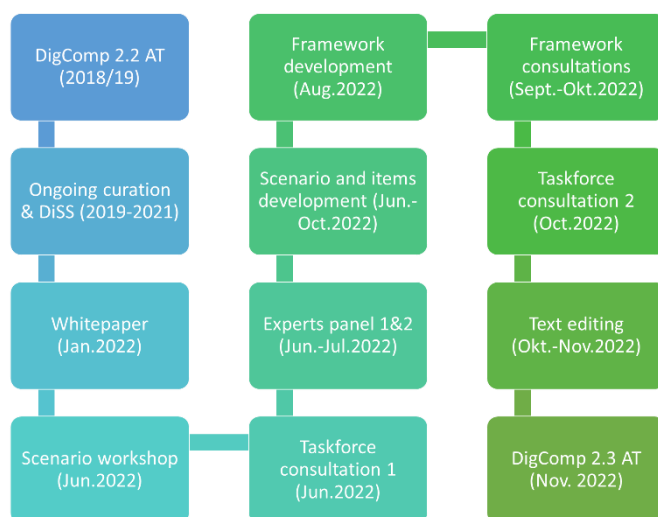 DigComp 2.2 AT
(2018/19)
Ongoing curation
& DiSS (2019-2021)
Whitepaper
(Jan.2022)
Scenario workshop
(Jun.2022)
Taskforce
consultation 1
(Jun.2022)
Experts panel 1&2
(Jun.-Jul.2022)
Scenario and items
development (Jun.-
Oct.2022)
Framework
development
(Aug.2022)
Framework
consultations
(Sept.-Okt.2022)
Taskforce
consultation 2
(Oct.2022)
Text editing
(Okt.-Nov.2022)
DigComp 2.3 AT
(Nov. 2022)